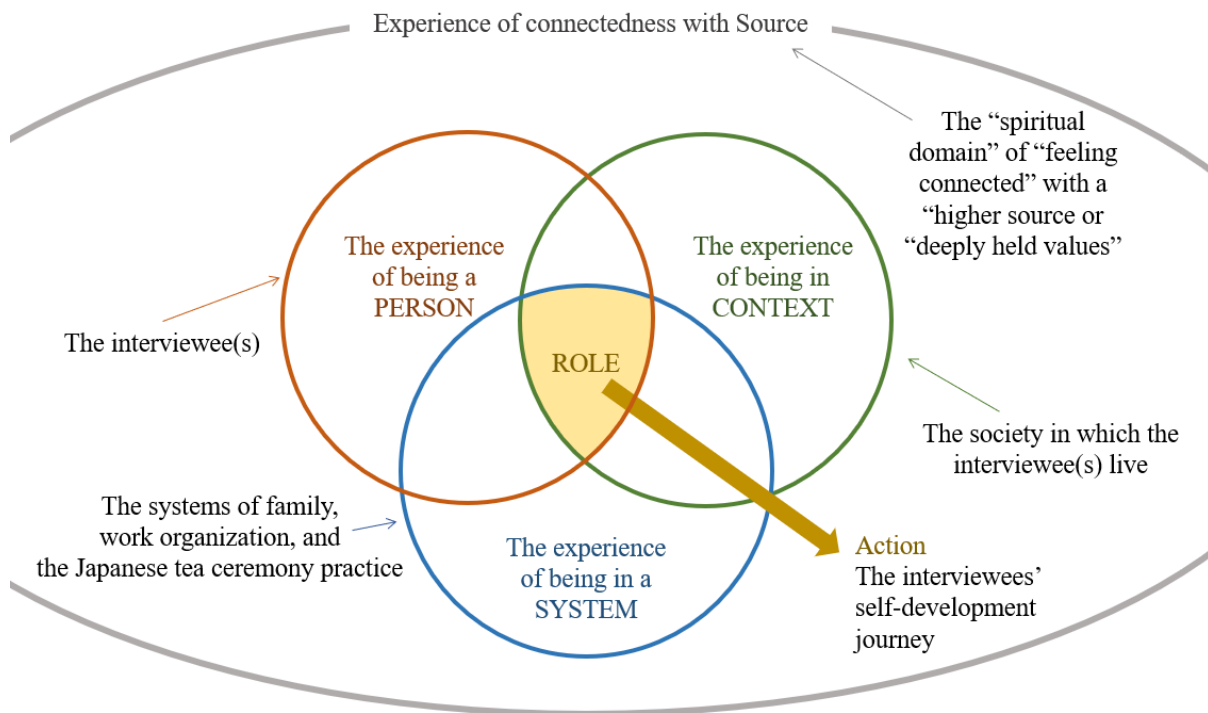 Experience of connectedness with Source
The “spiritual
domain” of “feeling
connected” with a
“higher source or
“deeply held values”
The experience
of being a
PERSON
The experience
of being in
CONTEXT
The interviewee(s)
ROLE
The society in which the
interviewee(s) live
The systems of family,
work organization, and
the Japanese tea ceremony practice
The experience
of being in a
SYSTEM
Action
The interviewees’
self-development
journey